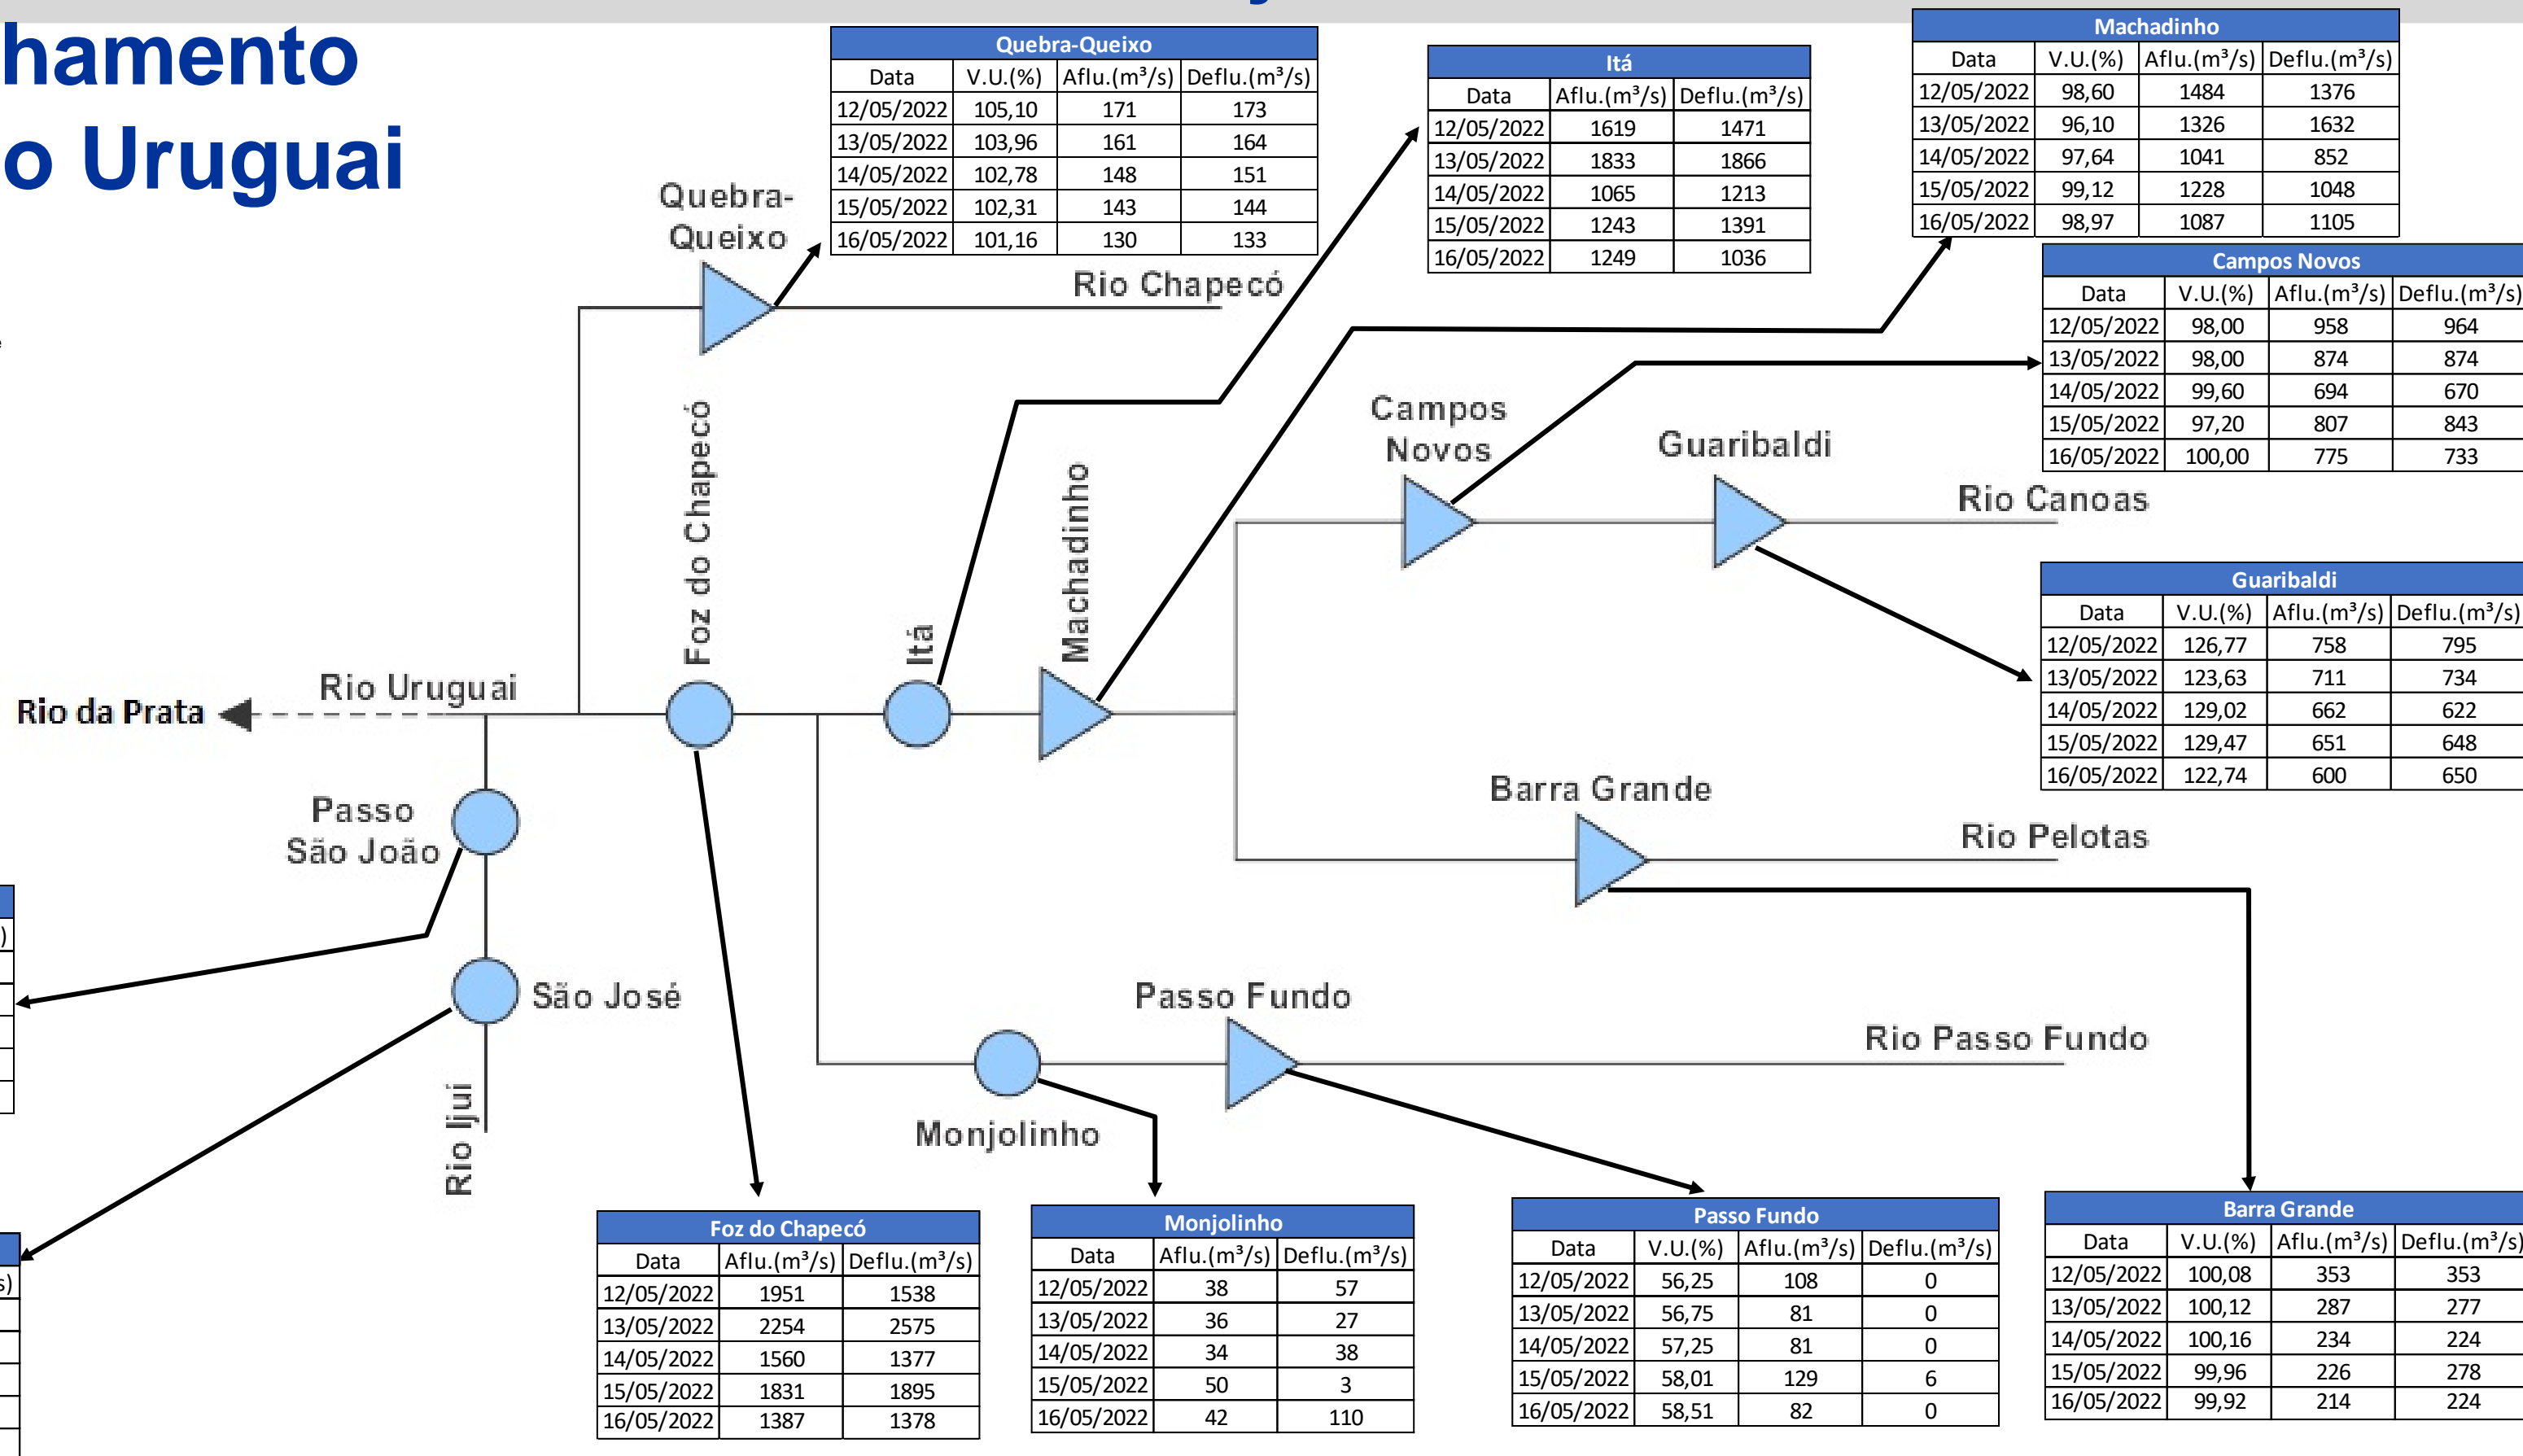 hamento
o Uruguai
Quebra-Queixo
Data V.U.(%) Aflu.(m³/s) Deflu.(m³/s)
12/05/2022 105,10 171 173
13/05/2022 103,96 161 164
14/05/2022 102,78 148 151
15/05/2022 102,31 143 144
16/05/2022 101,16 130 133
Itá
Data Aflu.(m³/s) Deflu.(m³/s)
12/05/2022 1619 1471
13/05/2022 1833 1866
14/05/2022 1065 1213
15/05/2022 1243 1391
16/05/2022 1249 1036
Machadinho
Data V.U.(%) Aflu.(m³/s) Deflu.(m³/s)
12/05/2022 98,60 1484 1376
13/05/2022 96,10 1326 1632
14/05/2022 97,64 1041 852
15/05/2022 99,12 1228 1048
16/05/2022 98,97 1087 1105
Campos Novos
Data V.U.(%) Aflu.(m³/s) Deflu.(m³/s)
12/05/2022 98,00 958 964
13/05/2022 98,00 874 874
14/05/2022 99,60 694 670
15/05/2022 97,20 807 843
16/05/2022 100,00 775 733
Quebra-
Queixo
Rio Chapecó
Foz do Chapecó
Itá
Machadinho
Campos
Novos
Guaribaldi
Rio Canoas
Guaribaldi
Data V.U.(%) Aflu.(m³/s) Deflu.(m³/s)
12/05/2022 126,77 758 795
13/05/2022 123,63 711 734
14/05/2022 129,02 662 622
15/05/2022 129,47 651 648
16/05/2022 122,74 600 650
Rio da Prata
Rio Uruguai
Passo
São João
São José
Rio Ijuí
Barra Grande
Rio Pelotas
Passo Fundo
Rio Passo Fundo
Monjolinho
)
s)
Foz do Chapecó
Data Aflu.(m³/s) Deflu.(m³/s)
12/05/2022 1951 1538
13/05/2022 2254 2575
14/05/2022 1560 1377
15/05/2022 1831 1895
16/05/2022 1387 1378
Monjolinho
Data Aflu.(m³/s) Deflu.(m³/s)
12/05/2022 38 57
13/05/2022 36 27
14/05/2022 34 38
15/05/2022 50 3
16/05/2022 42 110
Passo Fundo
Data V.U.(%) Aflu.(m³/s) Deflu.(m³/s)
12/05/2022 56,25 108 0
13/05/2022 56,75 81 0
14/05/2022 57,25 81 0
15/05/2022 58,01 129 6
16/05/2022 58,51 82 0
Barra Grande
Data V.U.(%) Aflu.(m³/s) Deflu.(m³/s)
12/05/2022 100,08 353 353
13/05/2022 100,12 287 277
14/05/2022 100,16 234 224
15/05/2022 99,96 226 278
16/05/2022 99,92 214 224